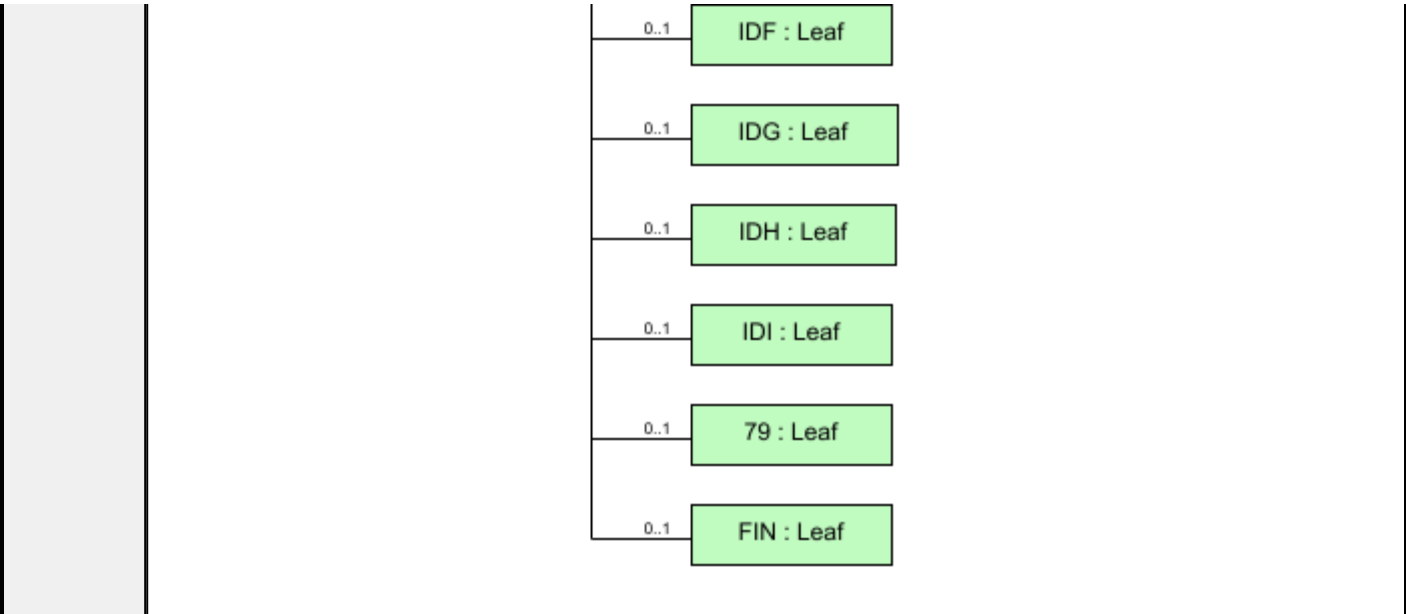 0..1 IDF : Leaf
0..1 IDG : Leaf
0..1 IDH : Leaf
0..1 IDI : Leaf
0..1 79 : Leaf
0..1 FIN : Leaf